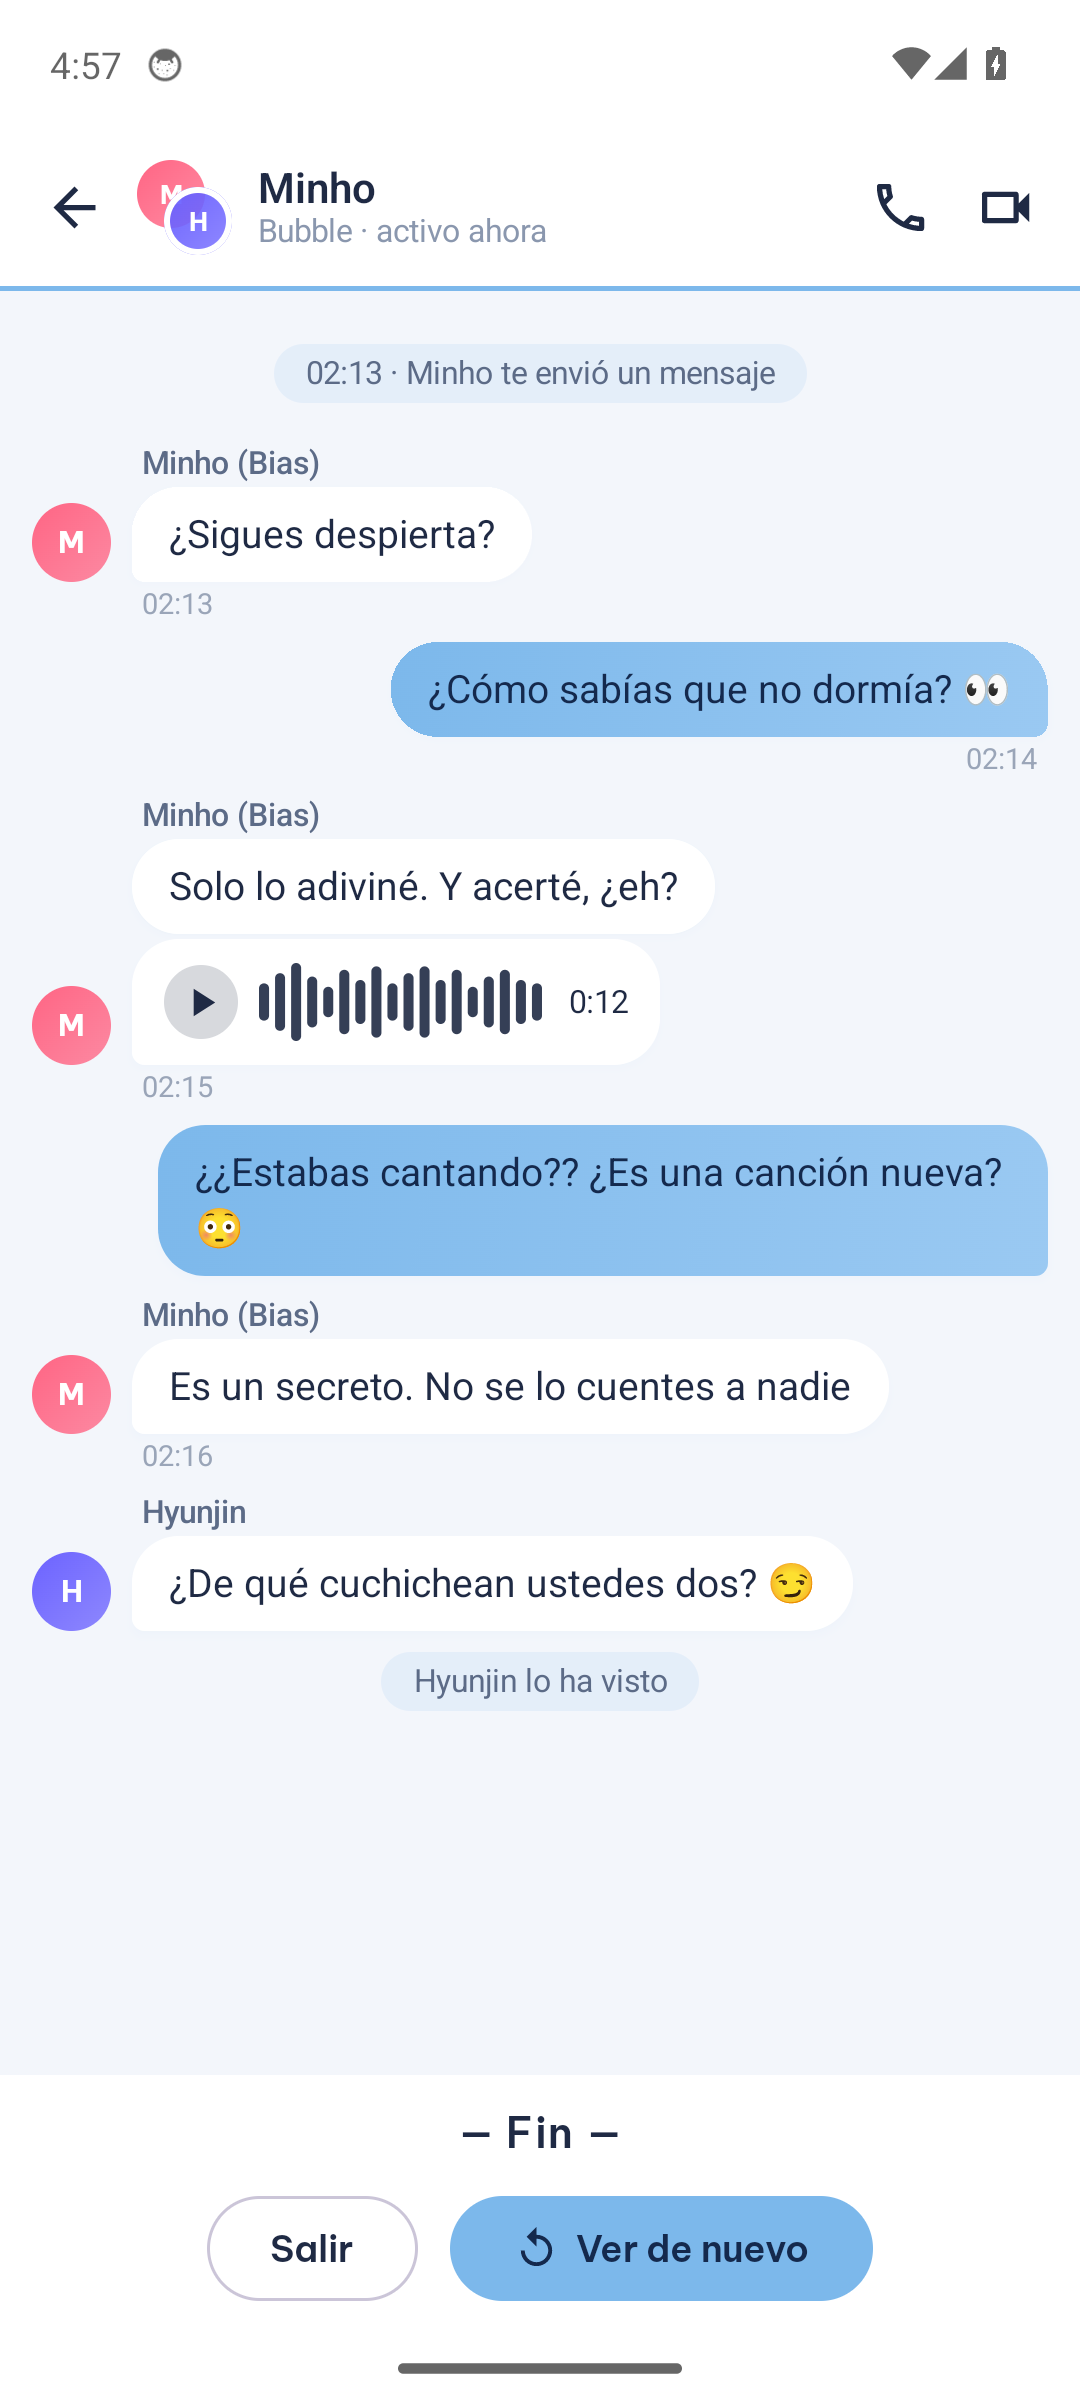 4:57
M
H
Minho
Bubble · activo ahora
02:13 · Minho te envió un mensaje
Minho (Bias)
M
¿Sigues despierta?
02:13
¿Cómo sabías que no dormía? 👀
02:14
Minho (Bias)
Solo lo adiviné. Y acerté, ¿eh?
0:12
M
02:15
¿¿Estabas cantando?? ¿Es una canción nueva?
😳
Minho (Bias)
M
Es un secreto. No se lo cuentes a nadie
02:16
Hyunjin
H
¿De qué cuchichean ustedes dos? 😏
Hyunjin lo ha visto
– Fin –
Salir
Ver de nuevo